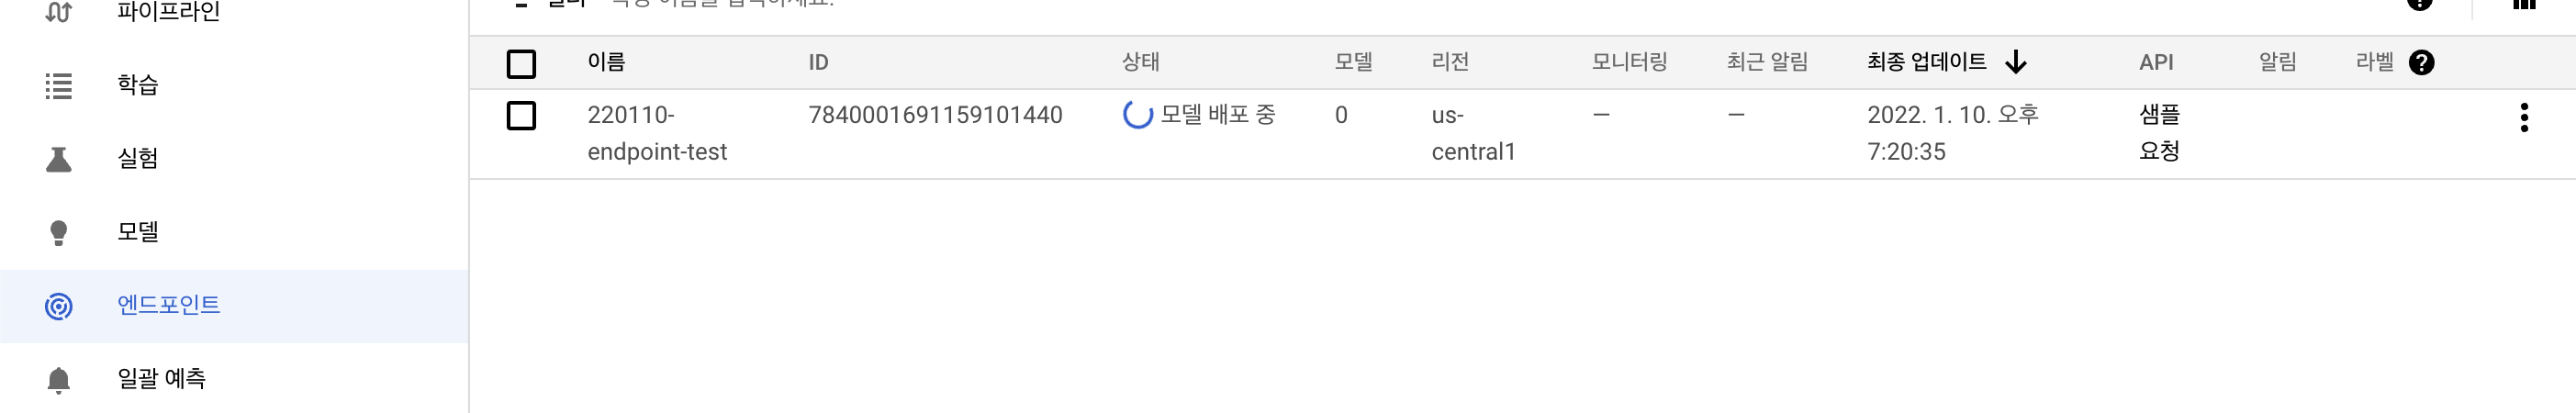 파이프라인
학습
실험
모델
엔드포인트
일괄 예측
이름 ID 상태 모델 리전 모니터링 최근 알림 최종 업데이트 ↓ API 알림 라벨 ?
220110- 7840001691159101440 모델 배포 중 0 us- — — 2022. 1. 10. 오후 샘플
endpoint-test central1 7:20:35 요청